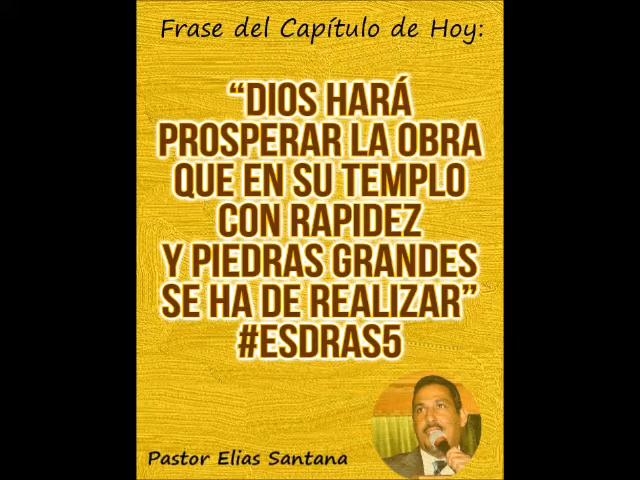 Frase del Capítulo de Hoy:
“DIOS HARÁ
PROSPERAR LA OBRA
QUE EN SU TEMPLO
CON RAPIDEZ
Y PIEDRAS GRANDES
SE HA DE REALIZAR”
#ESDRAS5
Pastor Elias Santana